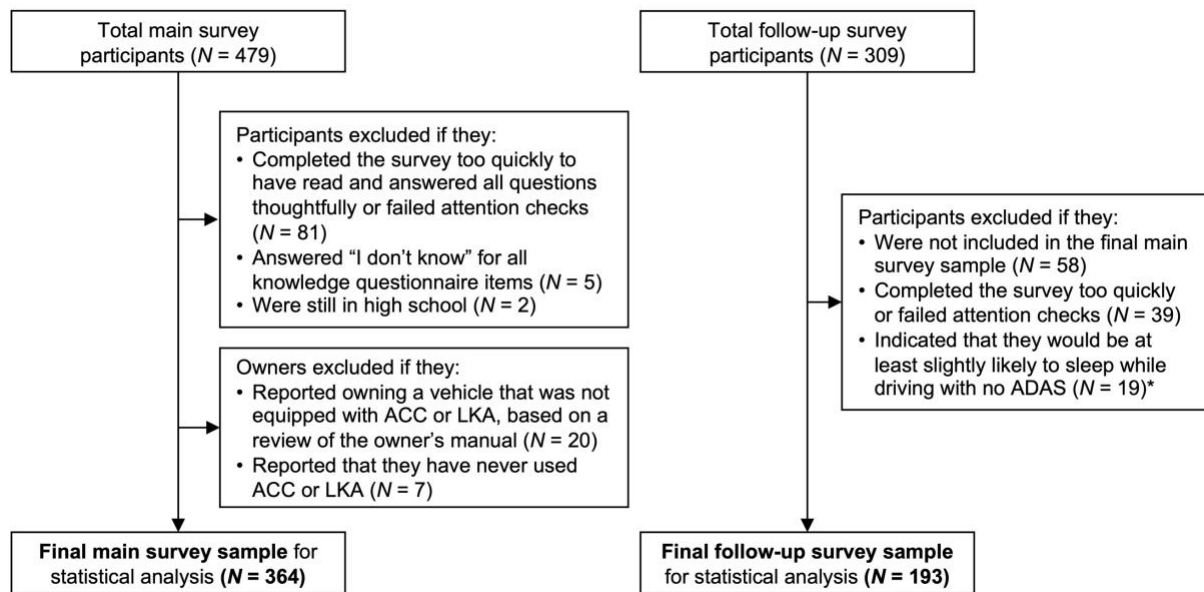 Total main survey
participants (N = 479)
Participants excluded if they:
• Completed the survey too quickly to
have read and answered all questions
thoughtfully or failed attention checks
(N = 81)
• Answered “I don’t know” for all
knowledge questionnaire items (N = 5)
• Were still in high school (N = 2)
Owners excluded if they:
• Reported owning a vehicle that was not
equipped with ACC or LKA, based on a
review of the owner’s manual (N = 20)
• Reported that they have never used
ACC or LKA (N = 7)
Final main survey sample for
statistical analysis (N = 364)
Total follow-up survey
participants (N = 309)
Participants excluded if they:
• Were not included in the final main
survey sample (N = 58)
• Completed the survey too quickly
or failed attention checks (N = 39)
• Indicated that they would be at
least slightly likely to sleep while
driving with no ADAS (N = 19)*
Final follow-up survey sample
for statistical analysis (N = 193)